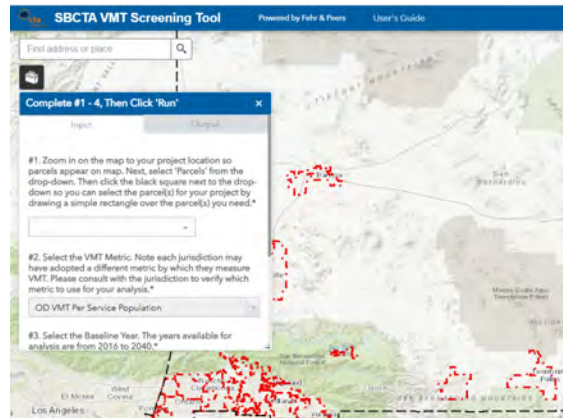 SBCTA VMT Screening Tool
Powered by Fehr & Peers
User's Guide
Find address or place
Complete #1 - 4, Then Click 'Run'
×
Input
Output
#1. Zoom in on the map to your project location so
parcels appear on map. Next, select 'Parcels' from the
drop-down. Then click the black square next to the drop-
down so you can select the parcel(s) for your project by
drawing a simple rectangle over the parcel(s) you need.*
#2. Select the VMT Metric. Note each jurisdiction may
have adopted a different metric by which they measure
VMT. Please consult with the jurisdiction to verify which
metric to use for your analysis.*
OD VMT Per Service Population
#3. Select the Baseline Year. The years available for
analysis are from 2016 to 2040.*
San
Bernardino
San Bernardino
National Forest
El Monte
West
Covina
Los Angeles